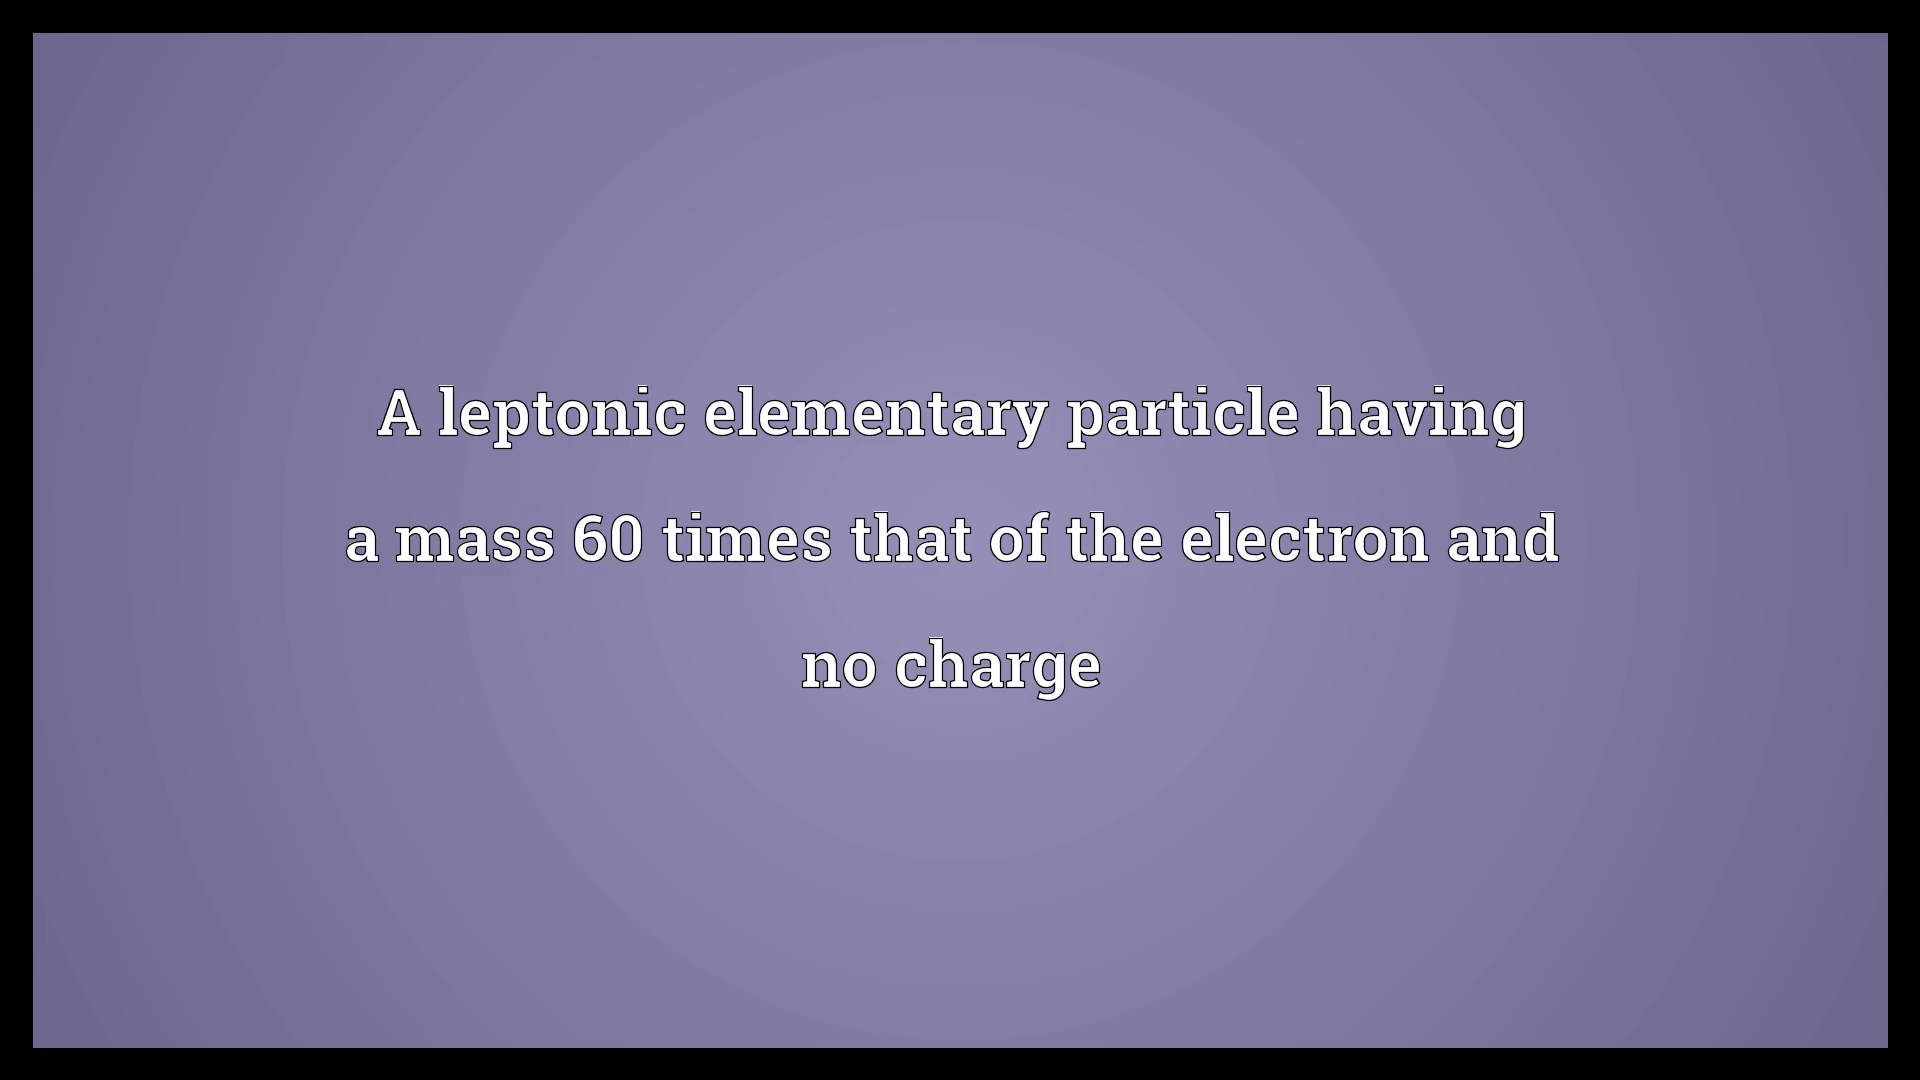 A leptonic elementary particle having
a mass 60 times that of the electron and
no charge